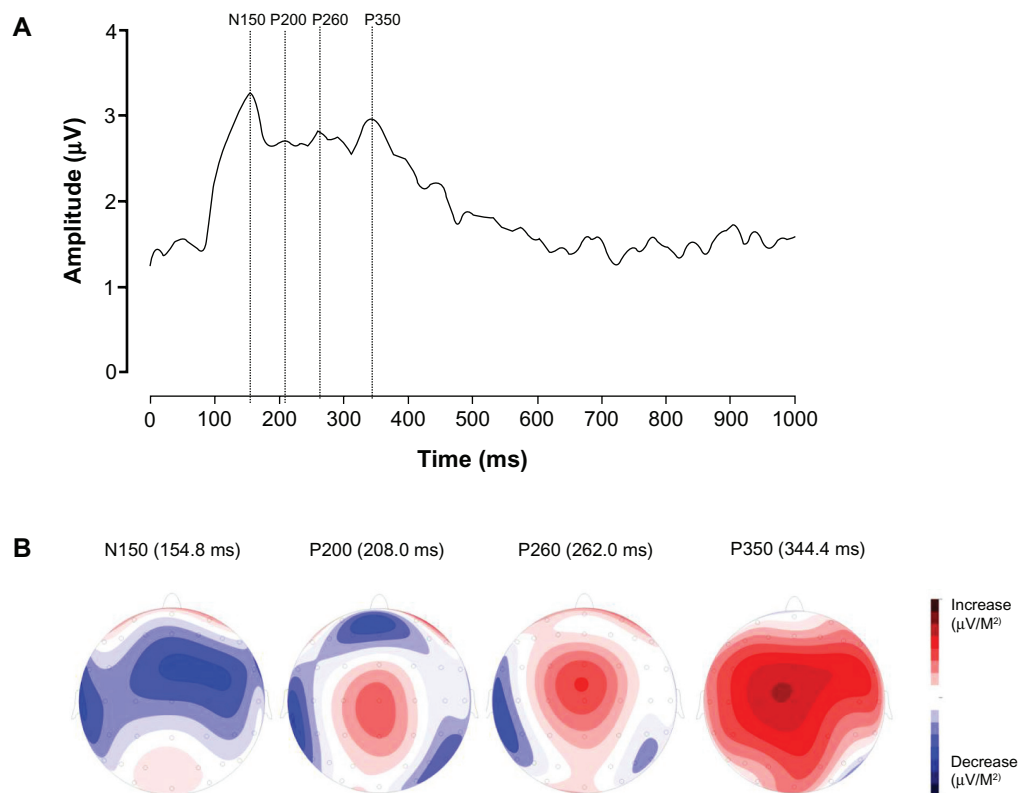 A
N150 P200 P260 P350
4
3
2
1
0
Amplitude (μV)
0 100 200 300 400 500 600 700 800 900 1000
Time (ms)
B
N150 (154.8 ms) P200 (208.0 ms) P260 (262.0 ms) P350 (344.4 ms)
Increase
(μV/M²)
Decrease
(μV/M²)